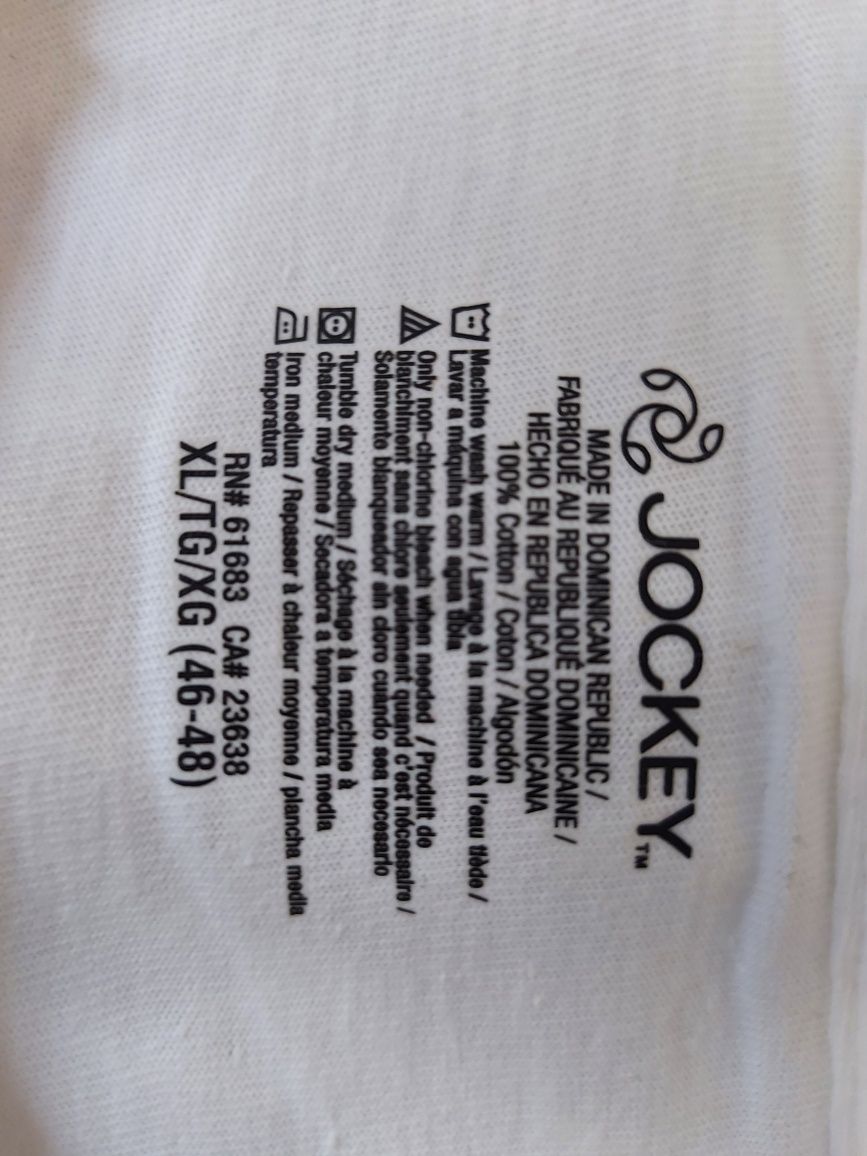 JOCKEY™
MADE IN DOMINICAN REPUBLIC /
FABRIQUÉ AU REPUBLIQUÉ DOMINICAINE /
HECHO EN REPUBLICA DOMINICANA
100% Cotton / Coton / Algodón
Machine wash warm / Lavage à la machine à l'eau tiède /
Lavar a máquina con agua tibia
Only non-chlorine bleach when needed / Produit de
blanchiment sans chlore seulement quand c'est nécessaire /
Solamente blanqueador sin cloro cuándo sea necesario
Tumble dry medium / Séchage à la machine à
chaleur moyenne / Secadora a temperatura media
Iron medium / Repasser à chaleur moyenne / plancha media
temperatura
RN# 61683 CA# 23638
XL/TG/XG (46-48)